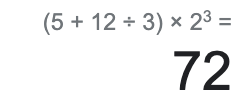 (5 + 12 ÷ 3) × 2³ =
72